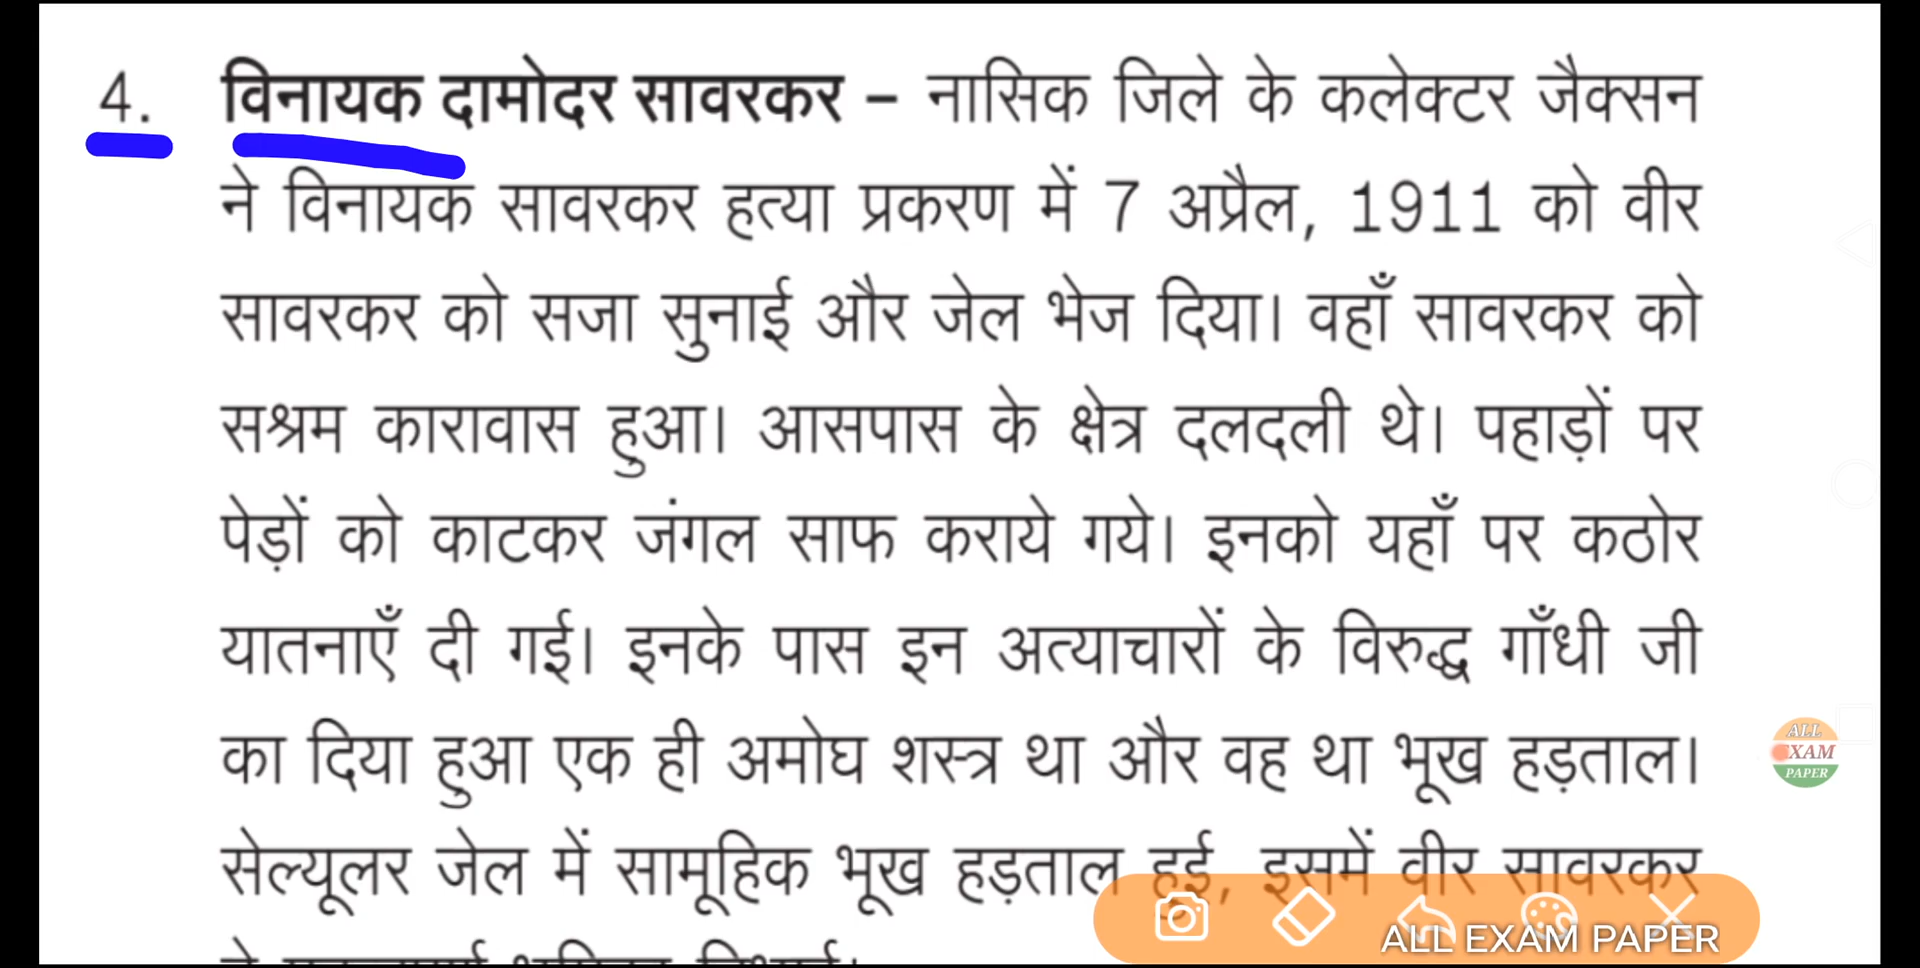 4. विनायक दामोदर सावरकर – नासिक जिले के कलेक्टर जैक्सन
ने विनायक सावरकर हत्या प्रकरण में 7 अप्रैल, 1911 को वीर
सावरकर को सजा सुनाई और जेल भेज दिया। वहाँ सावरकर को
सश्रम कारावास हुआ। आसपास के क्षेत्र दलदली थे। पहाड़ों पर
पेड़ों को काटकर जंगल साफ कराये गये। इनको यहाँ पर कठोर
यातनाएँ दी गई। इनके पास इन अत्याचारों के विरुद्ध गाँधी जी
का दिया हुआ एक ही अमोघ शस्त्र था और वह था भूख हड़ताल।
ALL
EXAM
PAPER
सेल्यूलर जेल में सामूहिक भूख हड़ताल हुई, इसमें वीर सावरकर
ALL EXAM PAPER